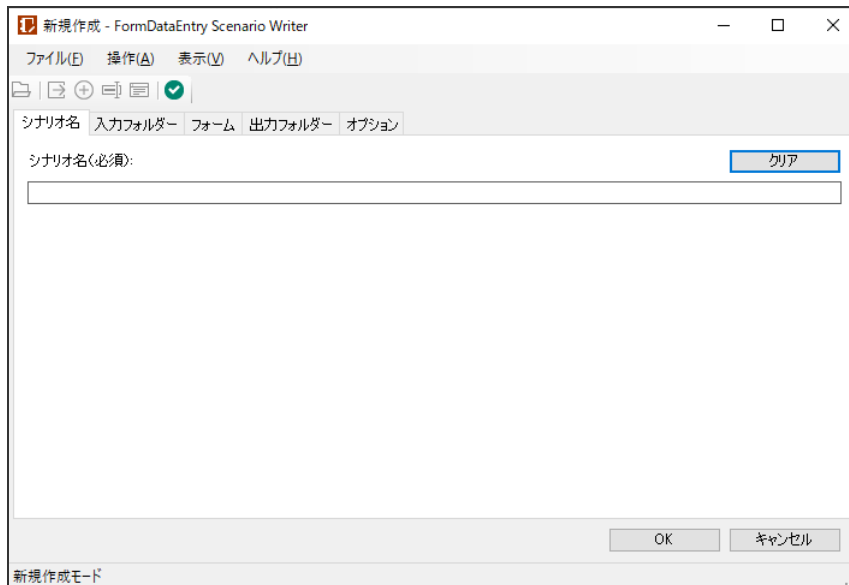 新規作成 - FormDataEntry Scenario Writer
ファイル(F) 操作(A) 表示(V) ヘルプ(H)
シナリオ名 入力フォルダー フォーム 出力フォルダー オプション
シナリオ名(必須): クリア
OK キャンセル
新規作成モード